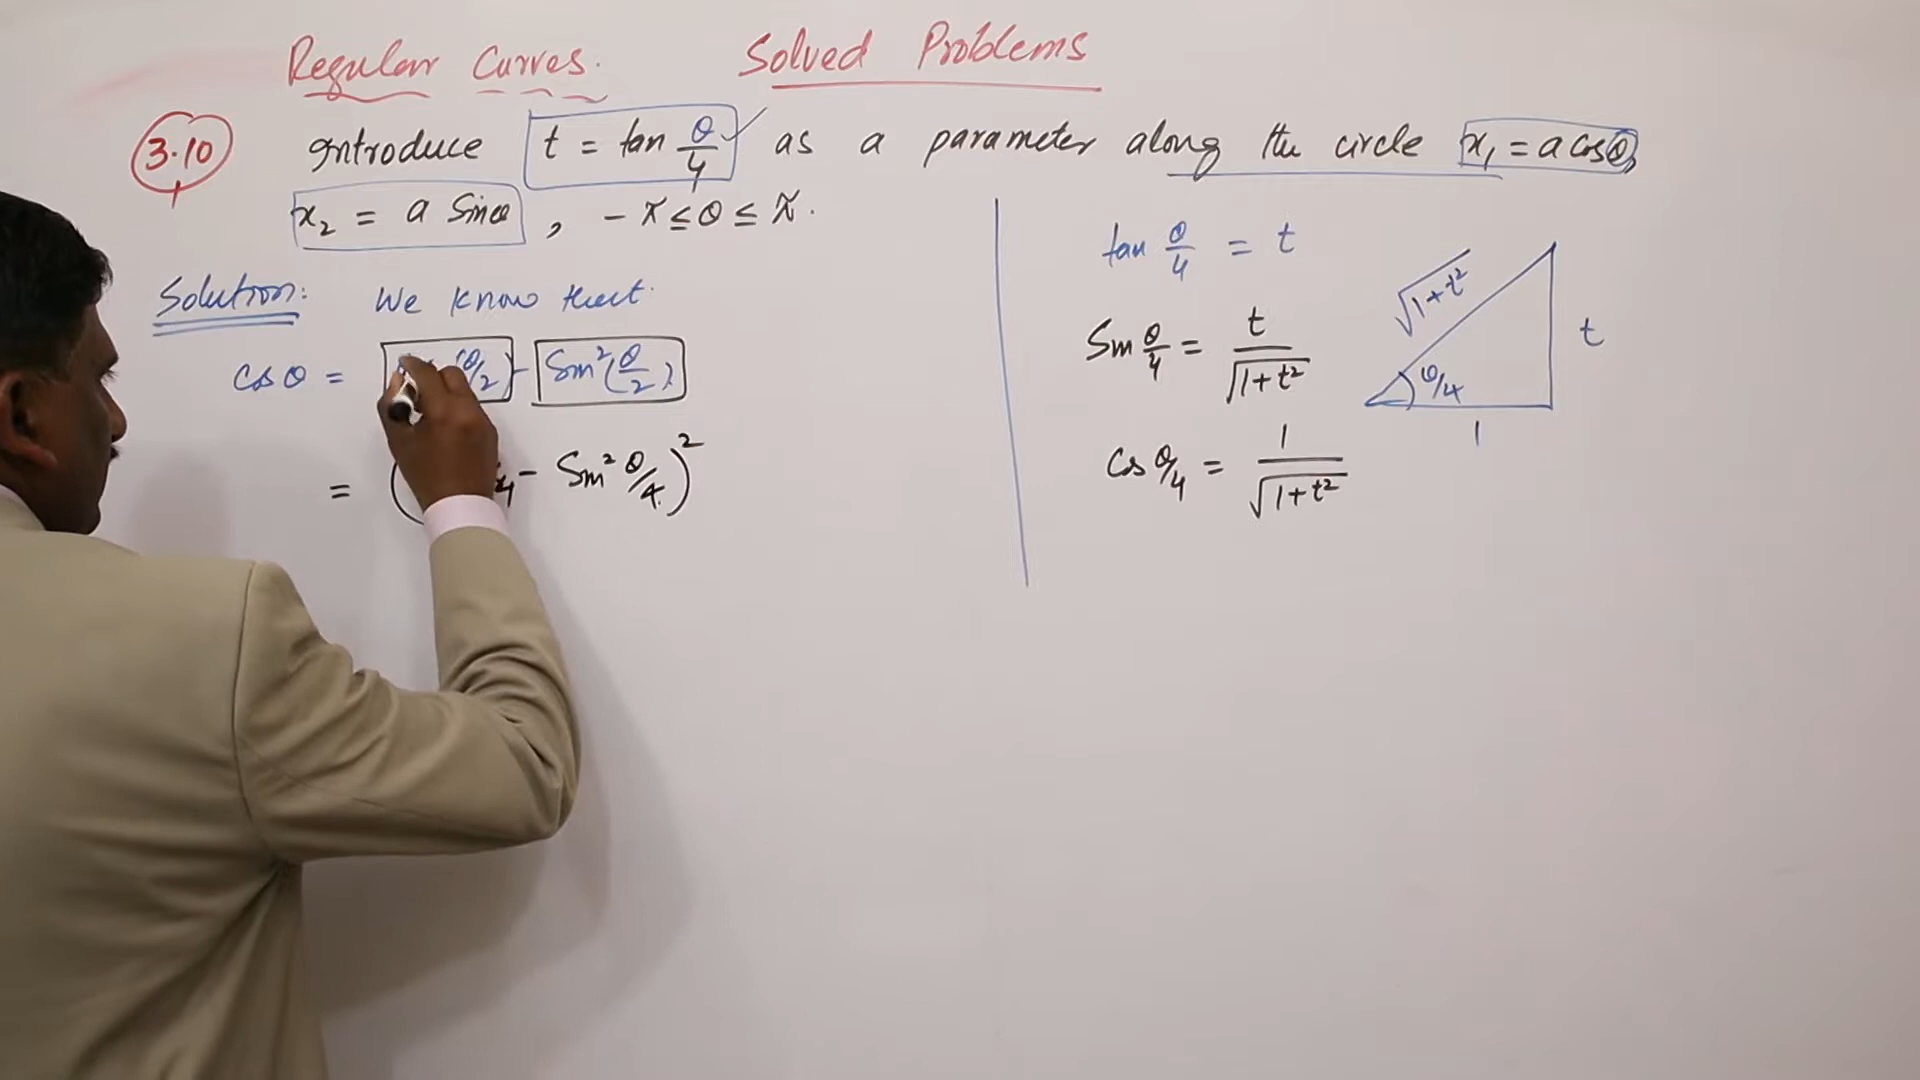 Regular Curves. Solved Problems
3.10 Introduce t = tan θ/4 as a parameter along the circle x₁ = a cosθ,
x₂ = a Sinθ, -π ≤ θ ≤ π.
Solution: We know that
Cosθ = (θ/2) - Sin²(θ/2).
= ( - Sin² θ/4. )²
tan θ/4 = t
Sin θ/4 = t/√1+t²
Cos θ/4 = 1/√1+t²
√1+t²
t
θ/4
1